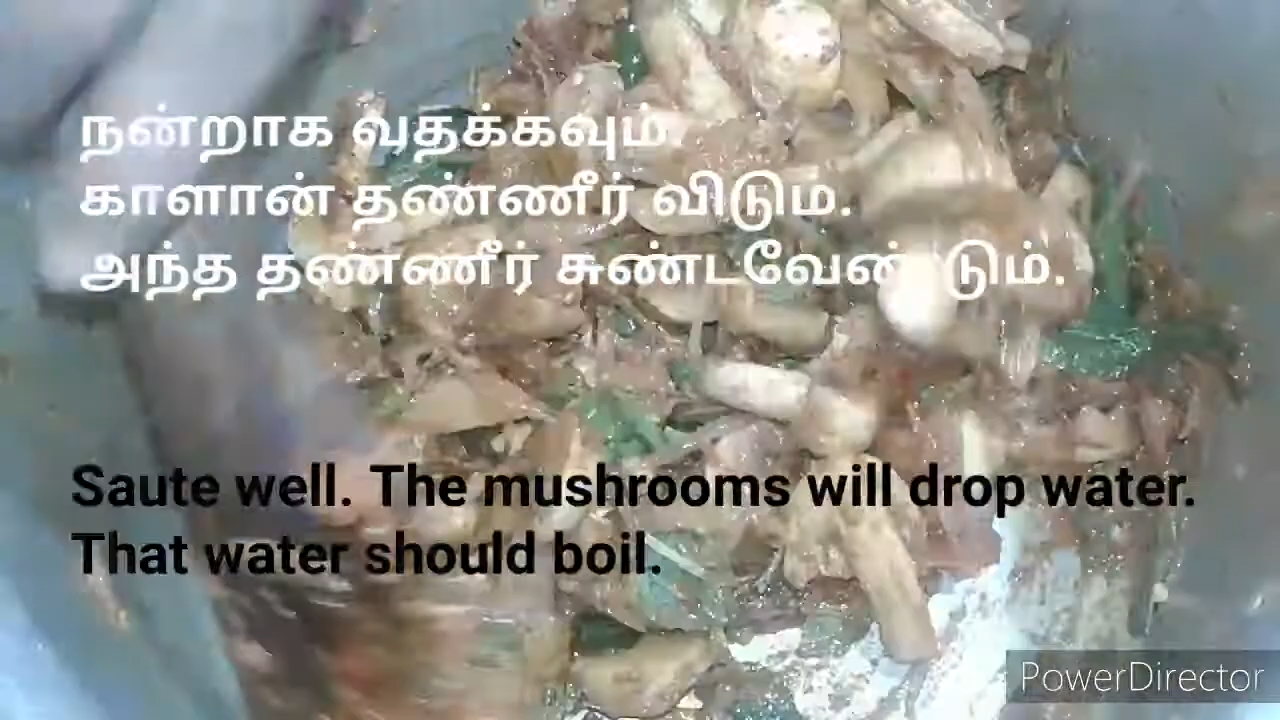 நன்றாக வதக்கவும்.
காளான் தண்ணீர் விடும்.
அந்த தண்ணீர் சுண்டவேண்டும்.
Saute well. The mushrooms will drop water.
That water should boil.
PowerDirector